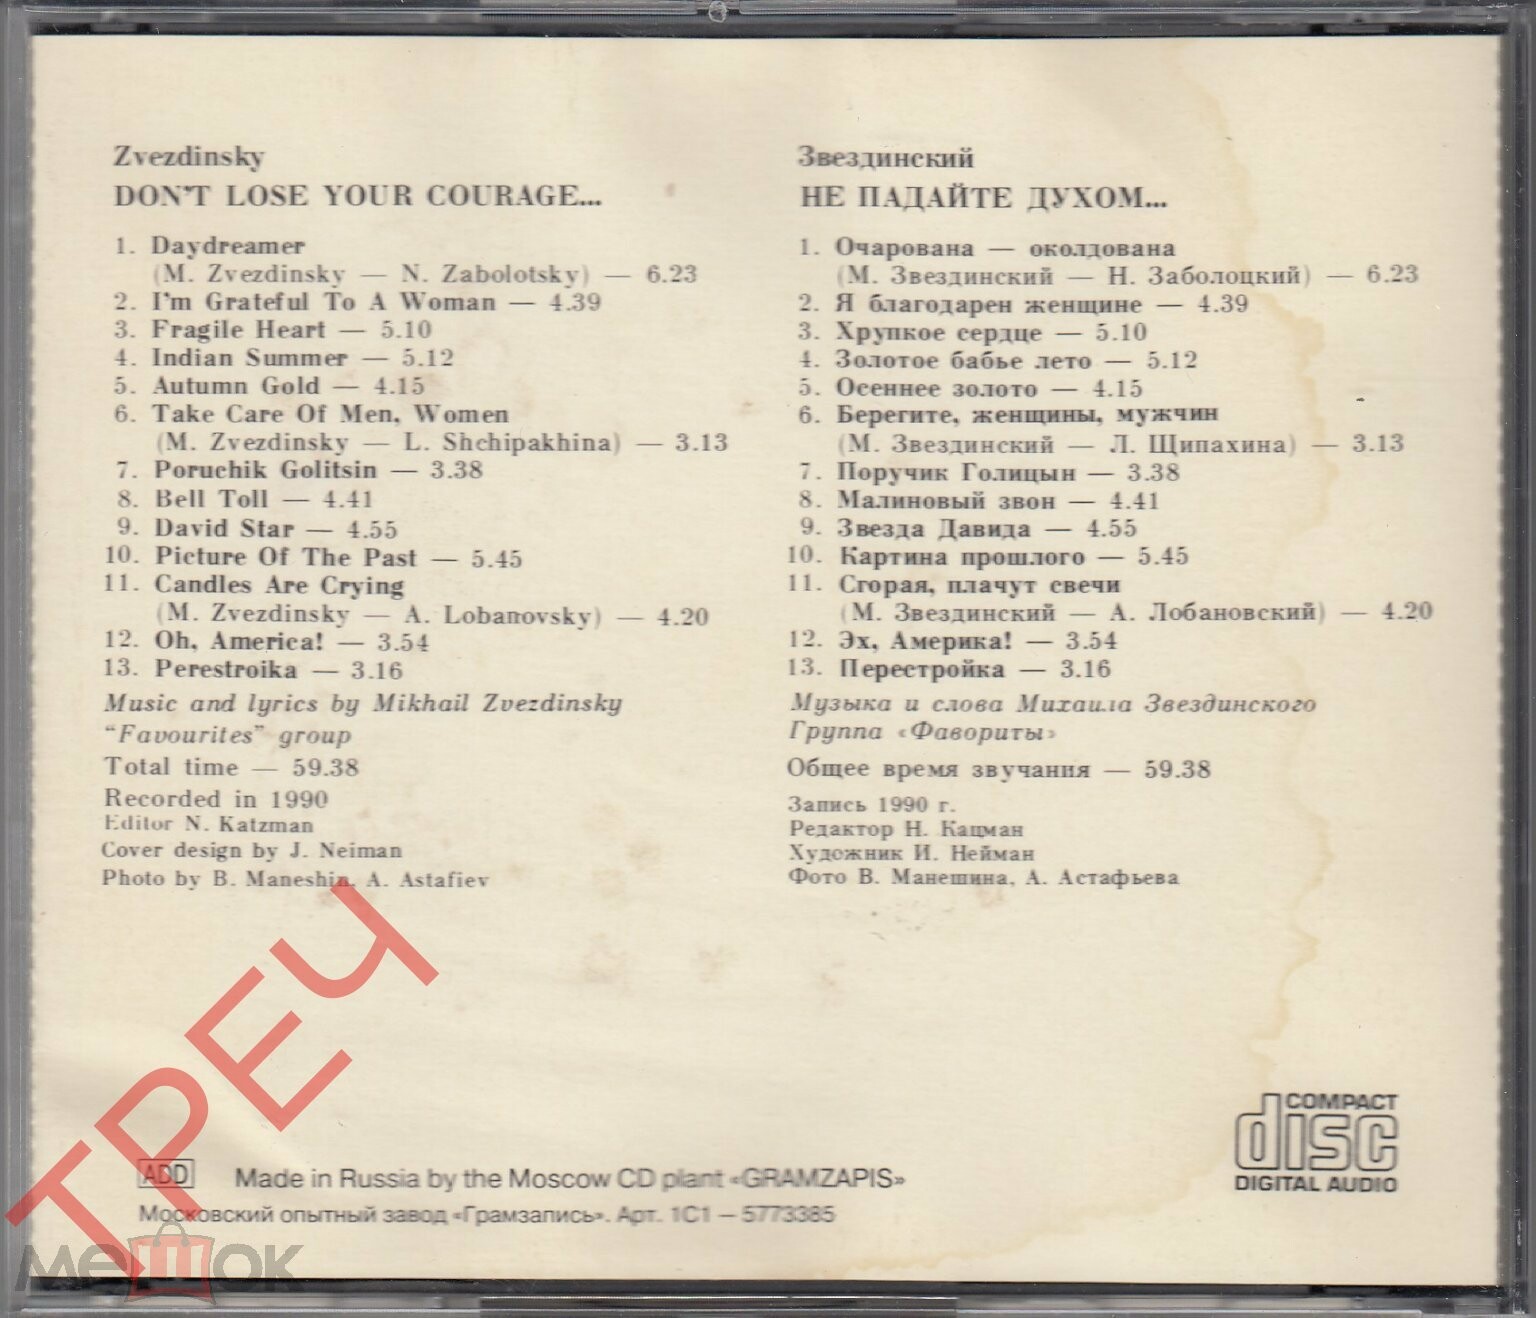 Zvezdinsky
DON'T LOSE YOUR COURAGE...
1. Daydreamer
(M. Zvezdinsky — N. Zabolotsky) — 6.23
2. I'm Grateful To A Woman — 4.39
3. Fragile Heart — 5.10
4. Indian Summer — 5.12
5. Autumn Gold — 4.15
6. Take Care Of Men, Women
(M. Zvezdinsky — L. Shchipakhina) — 3.13
7. Poruchik Golitsin — 3.38
8. Bell Toll — 4.41
9. David Star — 4.55
10. Picture Of The Past — 5.45
11. Candles Are Crying
(M. Zvezdinsky — A. Lobanovsky) — 4.20
12. Oh, America! — 3.54
13. Perestroika — 3.16
Music and lyrics by Mikhail Zvezdinsky
"Favourites" group
Total time — 59.38
Recorded in 1990
Editor N. Katzman
Cover design by J. Neiman
Photo by B. Maneshin, A. Astafiev
Звездинский
НЕ ПАДАЙТЕ ДУХОМ...
1. Очарована — околдована
(М. Звездинский — Н. Заболоцкий) — 6.23
2. Я благодарен женщине — 4.39
3. Хрупкое сердце — 5.10
4. Золотое бабье лето — 5.12
5. Осеннее золото — 4.15
6. Берегите, женщины, мужчин
(М. Звездинский — Л. Щипахина) — 3.13
7. Поручик Голицын — 3.38
8. Малиновый звон — 4.41
9. Звезда Давида — 4.55
10. Картина прошлого — 5.45
11. Сгорая, плачут свечи
(М. Звездинский — А. Лобановский) — 4.20
12. Эх, Америка! — 3.54
13. Перестройка — 3.16
Музыка и слова Михаила Звездинского
Группа «Фавориты»
Общее время звучания — 59.38
Запись 1990 г.
Редактор Н. Кацман
Художник И. Нейман
Фото В. Манешина, А. Астафьева
ТРЕЧ
COMPACT
disc
DIGITAL AUDIO
ADD Made in Russia by the Moscow CD plant «GRAMZAPIS»
Московский опытный завод «Грамзапись». Арт. 1С1 – 5773385
мешок